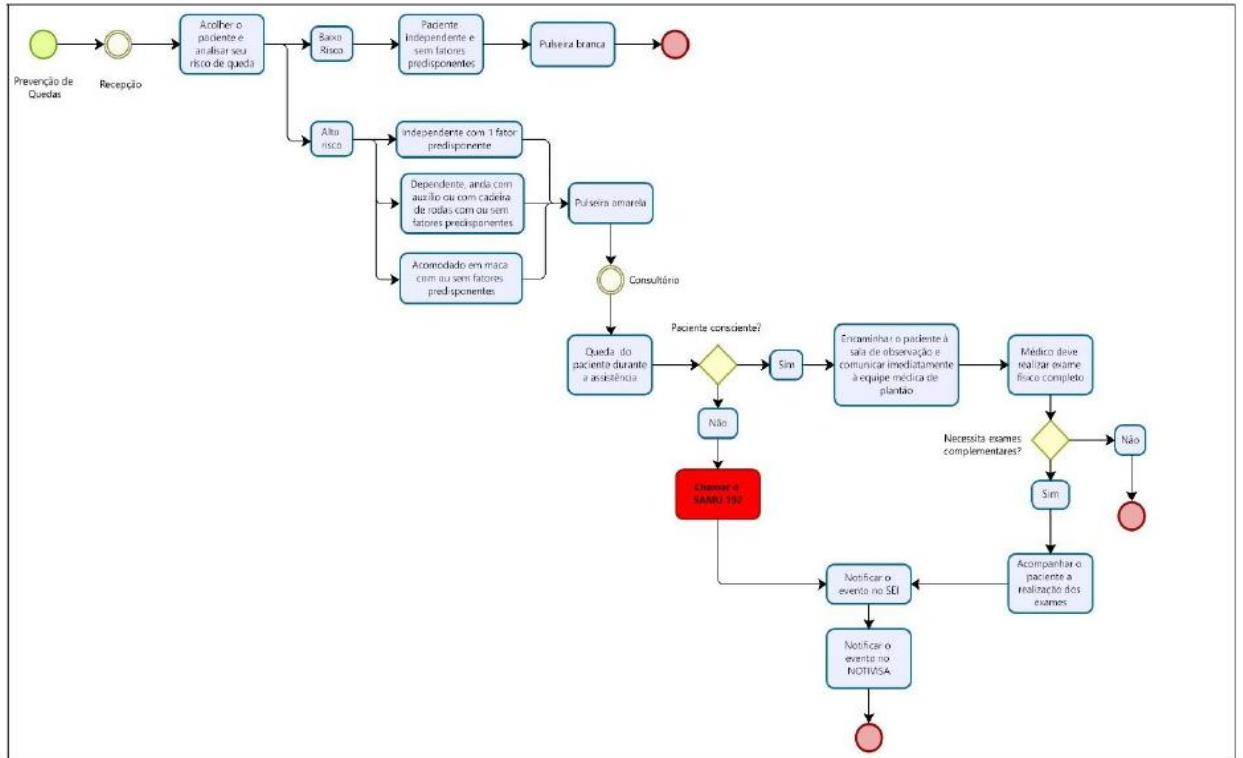 Prevenção de
Quedas
Recepção
Acolher o
paciente e
analisar seu
risco de queda
Baixo
Risco
Paciente
independente e
sem fatores
predisponentes
Pulseira branca
Alto
risco
Independente com 1 fator
predisponente
Dependente, anda com
auxílio ou com cadeira
de rodas com ou sem
fatores predisponentes
Acomodado em maca
com ou sem fatores
predisponentes
Pulseira amarela
Consultório
Queda do
paciente durante
a assistência
Paciente consciente?
Sim
Encaminhar o paciente à
sala de observação e
comunicar imediatamente
à equipe médica de
plantão
Médico deve
realizar exame
físico completo
Não
Chamar o
SAMU 192
Necessita exames
complementares?
Não
Sim
Acompanhar o
paciente a
realização dos
exames
Notificar o
evento no SEI
Notificar o
evento no
NOTIVISA